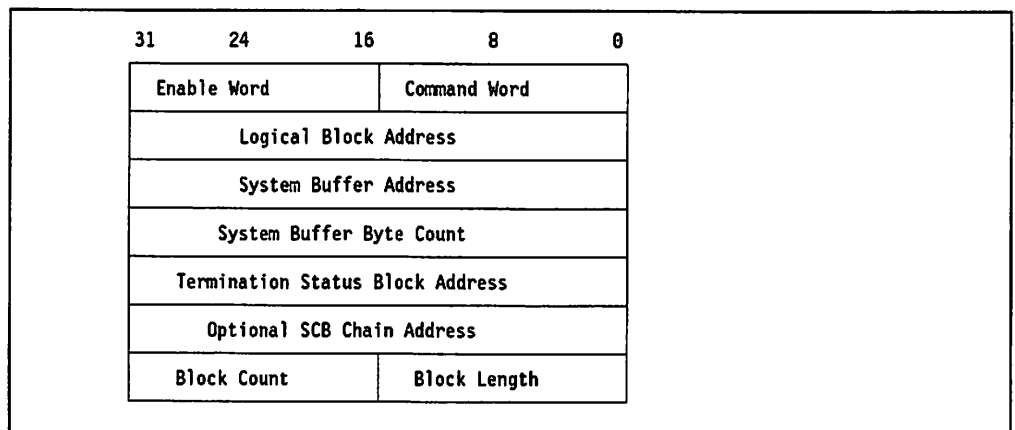 31 24 16 8 0
Enable Word Command Word
Logical Block Address
System Buffer Address
System Buffer Byte Count
Termination Status Block Address
Optional SCB Chain Address
Block Count Block Length